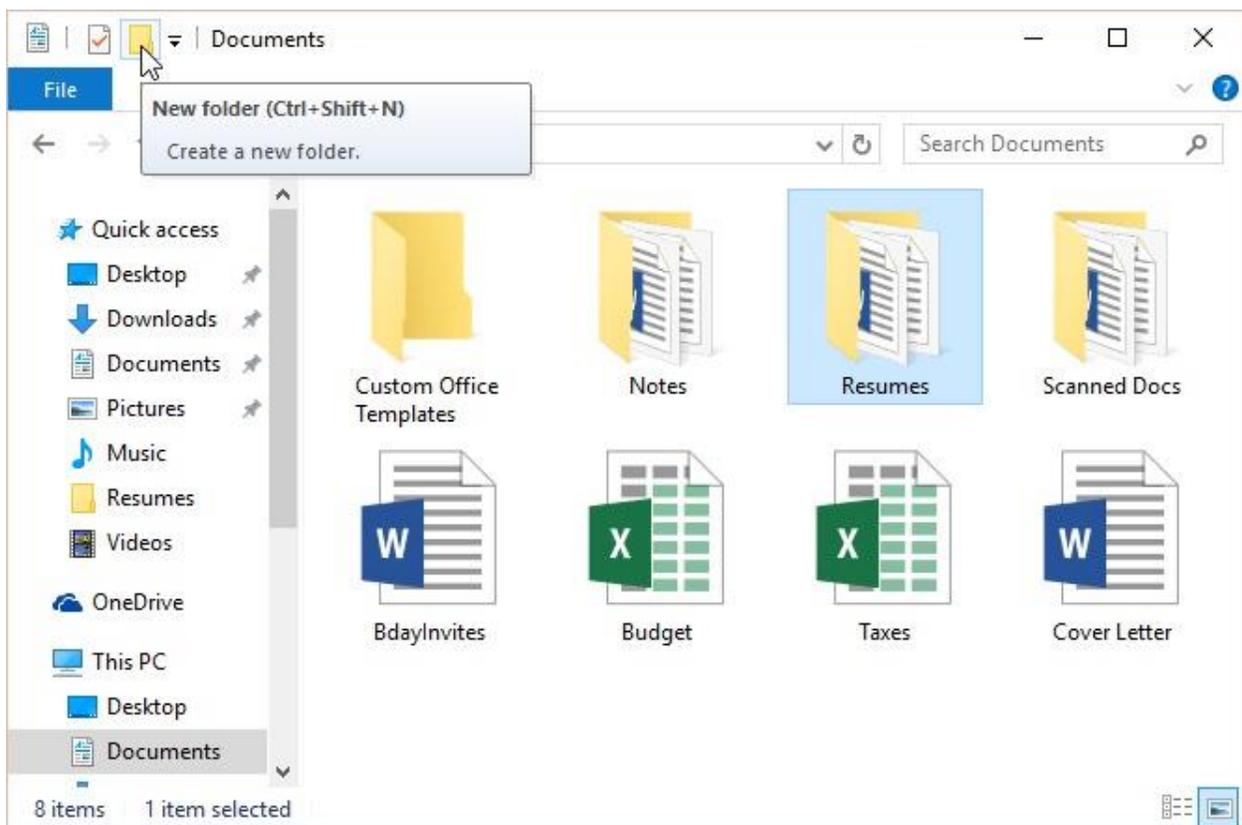 Documents
File
?
New folder (Ctrl+Shift+N)
Create a new folder.
Search Documents
Quick access
Desktop
Downloads
Documents
Pictures
Music
Resumes
Videos
OneDrive
This PC
Desktop
Documents
Custom Office
Templates
Notes
Resumes
Scanned Docs
W
BdayInvites
X
Budget
X
Taxes
W
Cover Letter
8 items 1 item selected